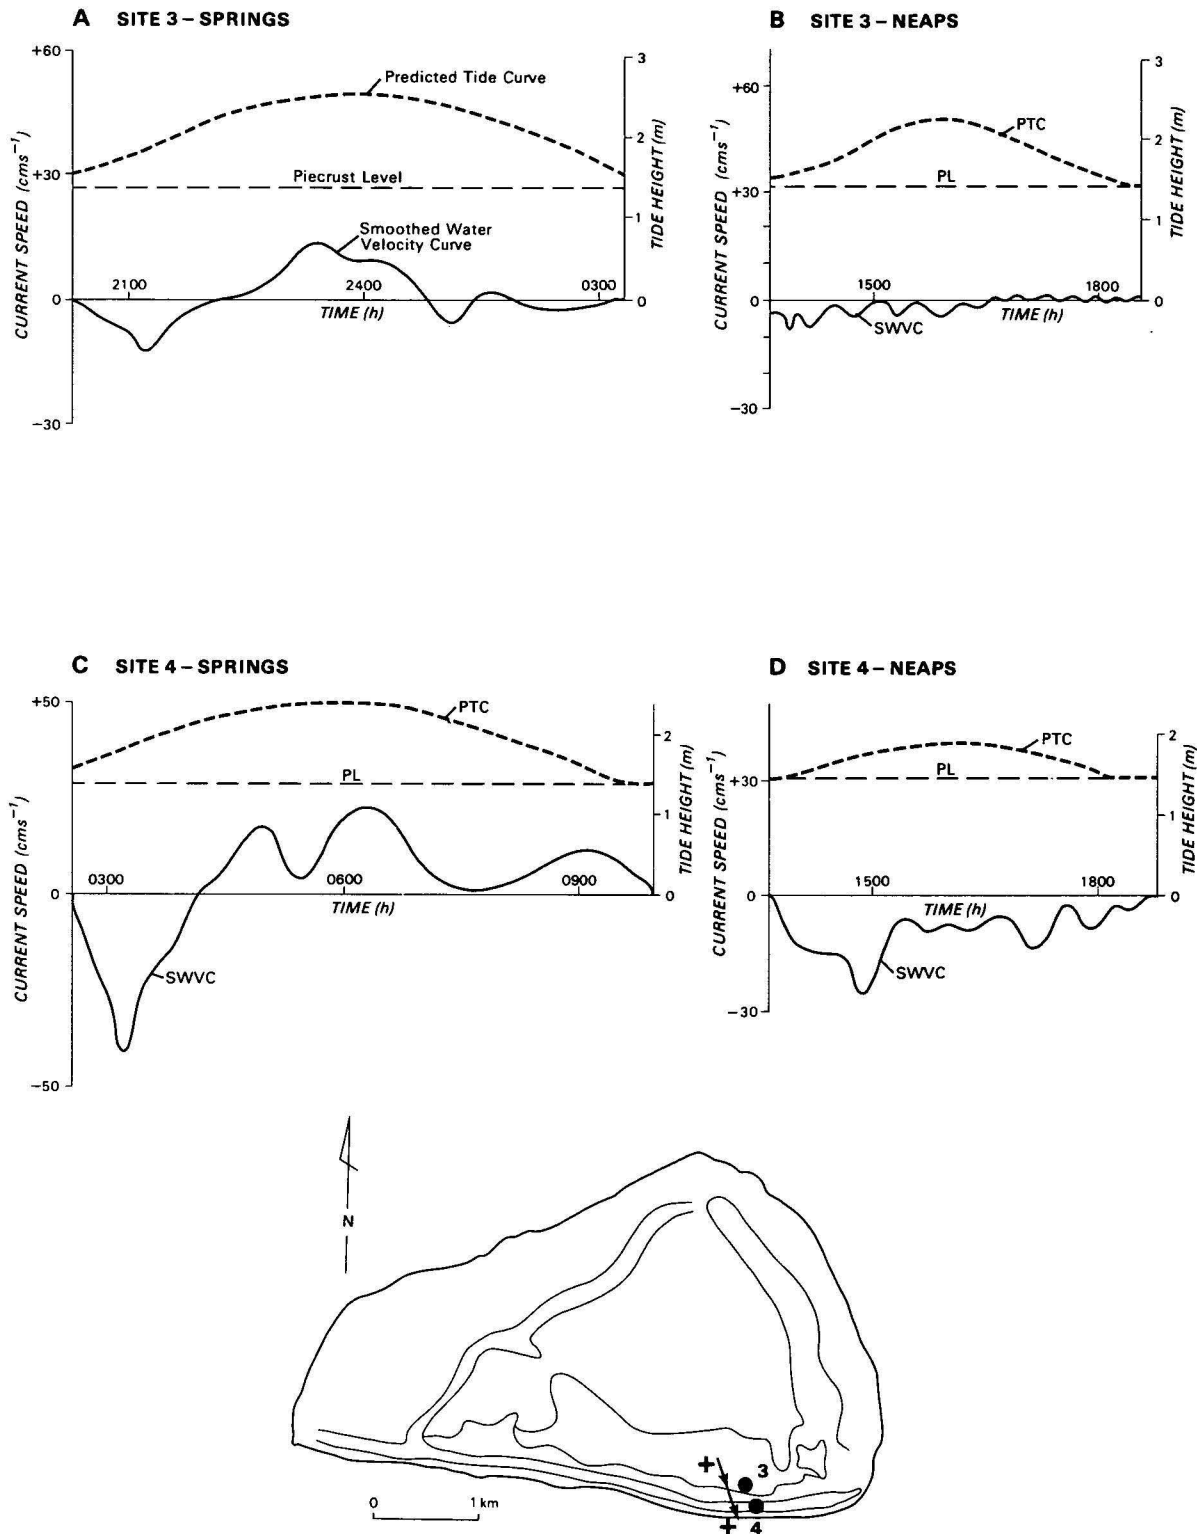 A SITE 3 – SPRINGS
+60
+30
0
–30
CURRENT SPEED (cms⁻¹)
Predicted Tide Curve
Piecrust Level
Smoothed Water
Velocity Curve
2100
2400
0300
TIME (h)
3
2
1
0
TIDE HEIGHT (m)
B SITE 3 – NEAPS
+60
+30
0
–30
CURRENT SPEED (cms⁻¹)
PTC
PL
SWVC
1500
1800
TIME (h)
3
2
1
0
TIDE HEIGHT (m)
C SITE 4 – SPRINGS
+50
0
–50
CURRENT SPEED (cms⁻¹)
PTC
PL
SWVC
0300
0600
0900
TIME (h)
2
1
0
TIDE HEIGHT (m)
D SITE 4 – NEAPS
+30
0
–30
CURRENT SPEED (cms⁻¹)
PTC
PL
SWVC
1500
1800
TIME (h)
2
1
0
TIDE HEIGHT (m)
N
+
3
+
4
0 1 km